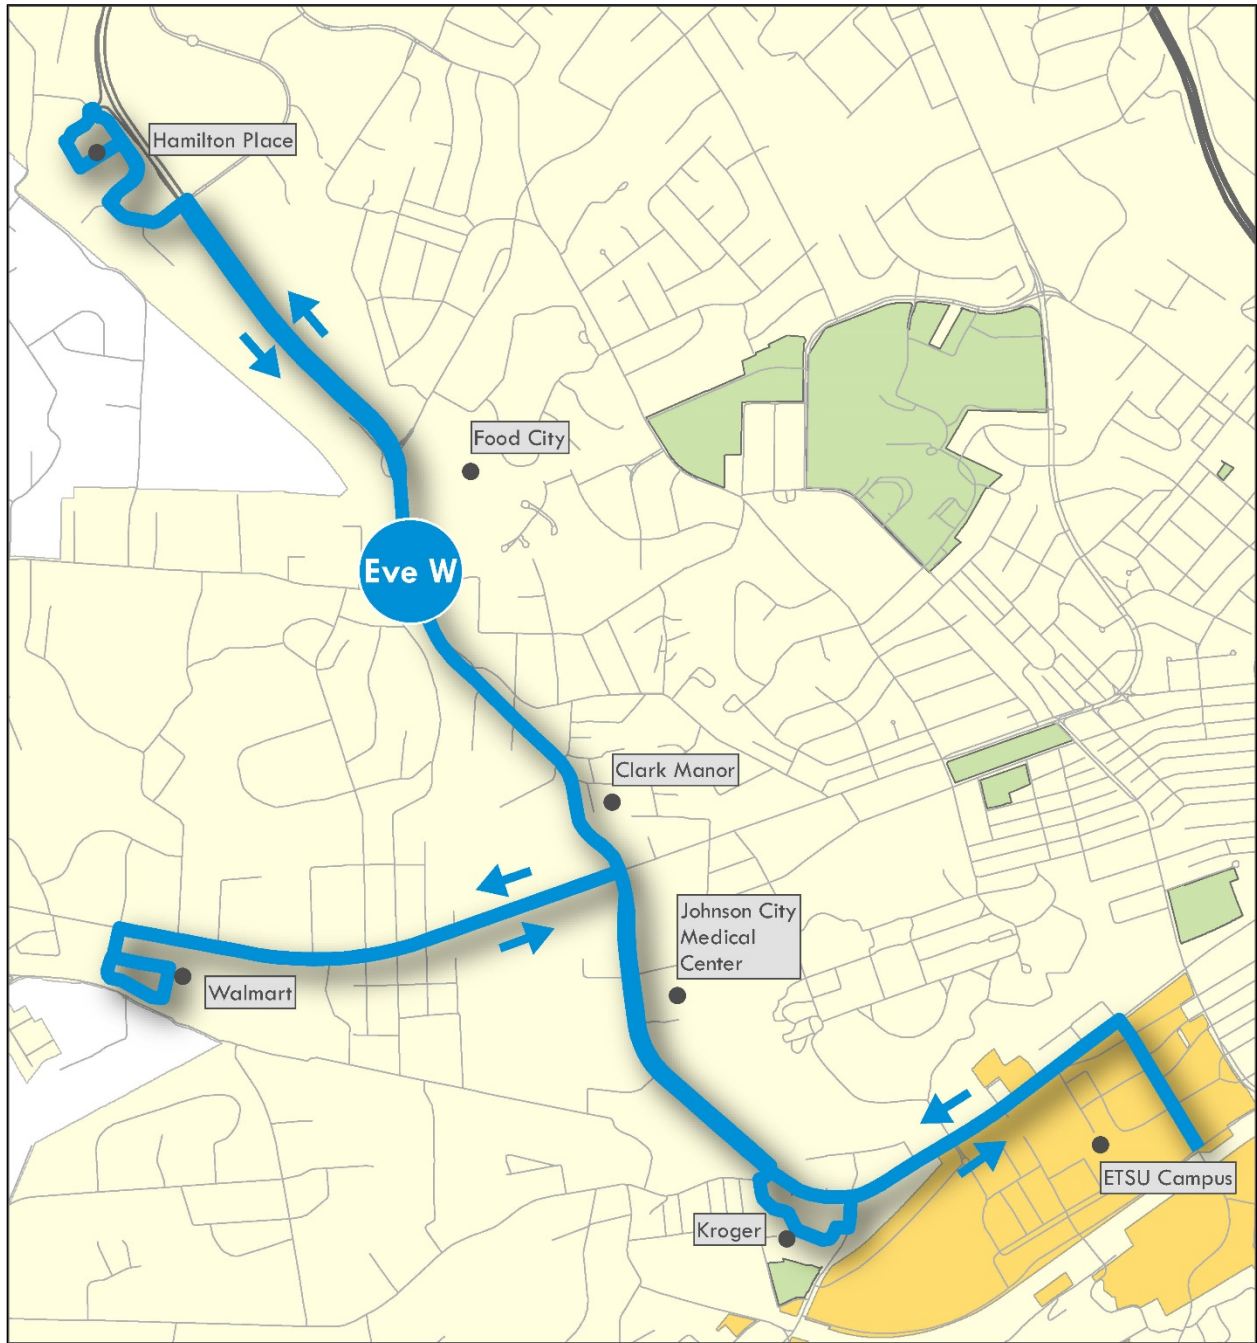 Hamilton Place
Food City
Eve W
Clark Manor
Johnson City
Medical
Center
Walmart
ETSU Campus
Kroger